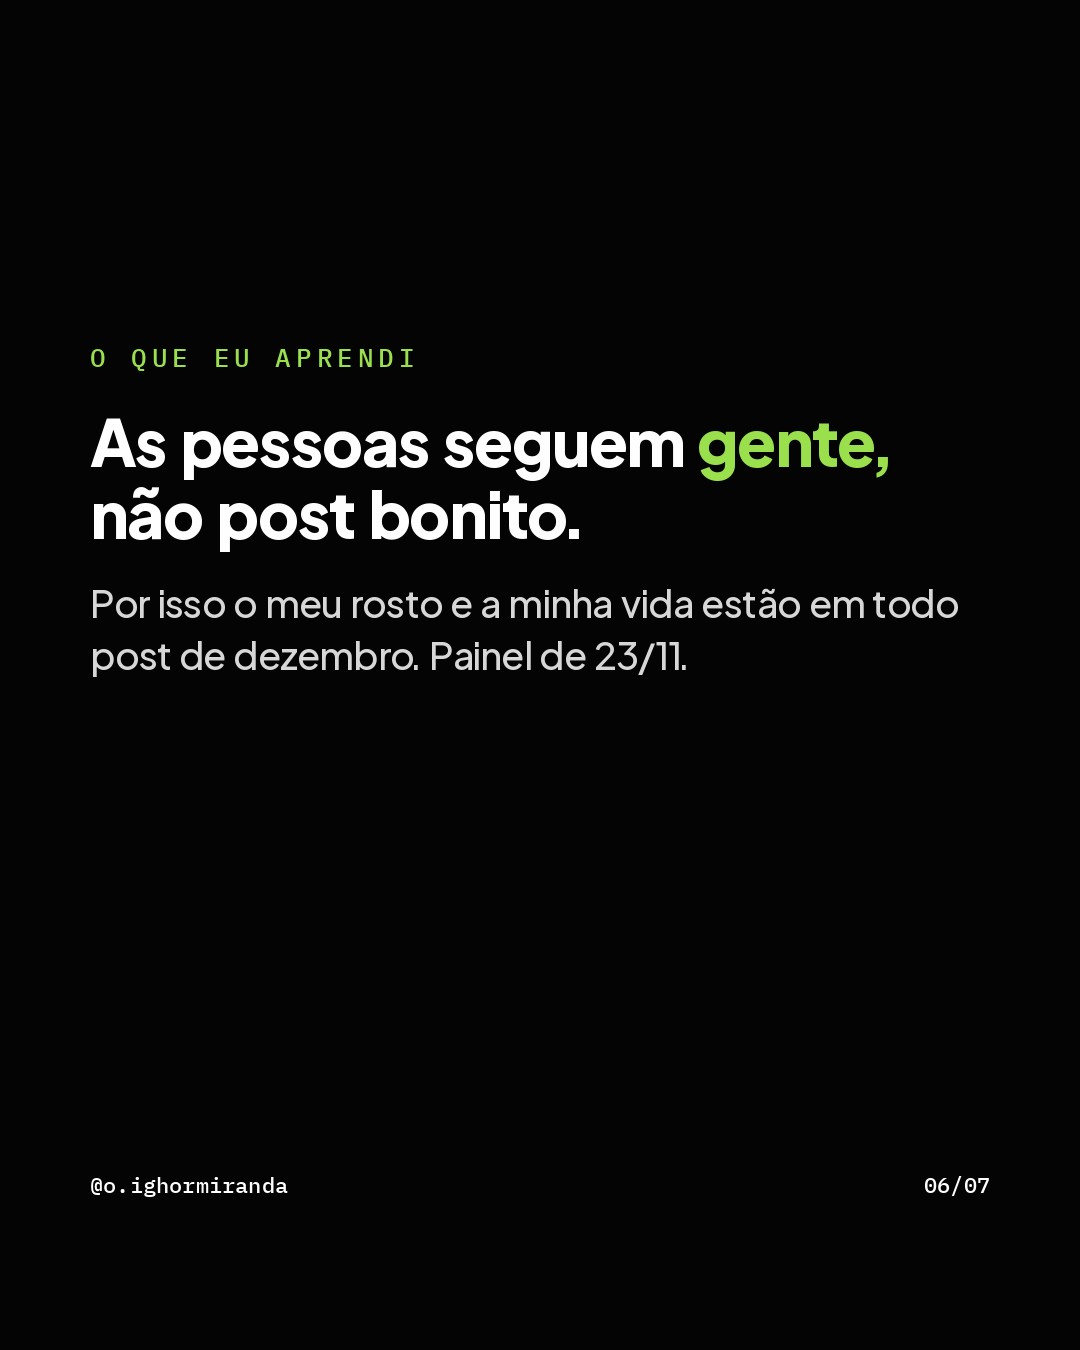 O QUE EU APRENDI
As pessoas seguem gente,
não post bonito.
Por isso o meu rosto e a minha vida estão em todo
post de dezembro. Painel de 23/11.
@o.ighormiranda
06/07